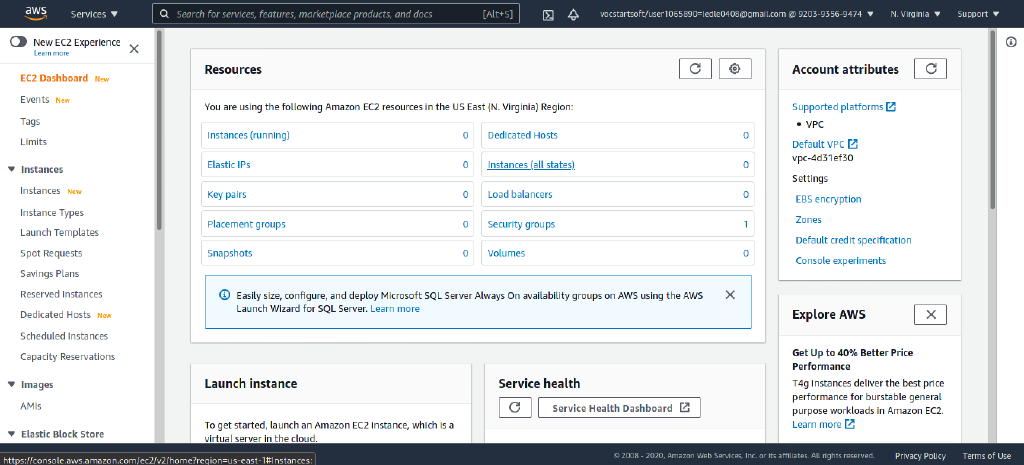 aws
Services
Search for services, features, marketplace products, and docs
[Alt+S]
vocstartsoft/user1065890=ledle0408@gmail.com @ 9203-9356-9474
N. Virginia
Support
New EC2 Experience
Learn more
EC2 Dashboard New
Events New
Tags
Limits
Instances
Instances New
Instance Types
Launch Templates
Spot Requests
Savings Plans
Reserved Instances
Dedicated Hosts New
Scheduled Instances
Capacity Reservations
Images
AMIs
Elastic Block Store
Resources
You are using the following Amazon EC2 resources in the US East (N. Virginia) Region:
Instances (running) 0
Dedicated Hosts 0
Elastic IPs 0
Instances (all states) 0
Key pairs 0
Load balancers 0
Placement groups 0
Security groups 1
Snapshots 0
Volumes 0
Easily size, configure, and deploy Microsoft SQL Server Always On availability groups on AWS using the AWS
Launch Wizard for SQL Server. Learn more
Launch instance
To get started, launch an Amazon EC2 instance, which is a
virtual server in the cloud.
Service health
Service Health Dashboard
Account attributes
Supported platforms
• VPC
Default VPC
vpc-4d31ef30
Settings
EBS encryption
Zones
Default credit specification
Console experiments
Explore AWS
Get Up to 40% Better Price
Performance
T4g instances deliver the best price
performance for burstable general
purpose workloads in Amazon EC2.
Learn more
https://console.aws.amazon.com/ec2/v2/home?region=us-east-1#Instances:
© 2008 - 2020, Amazon Web Services, Inc. or its affiliates. All rights reserved.
Privacy Policy
Terms of Use